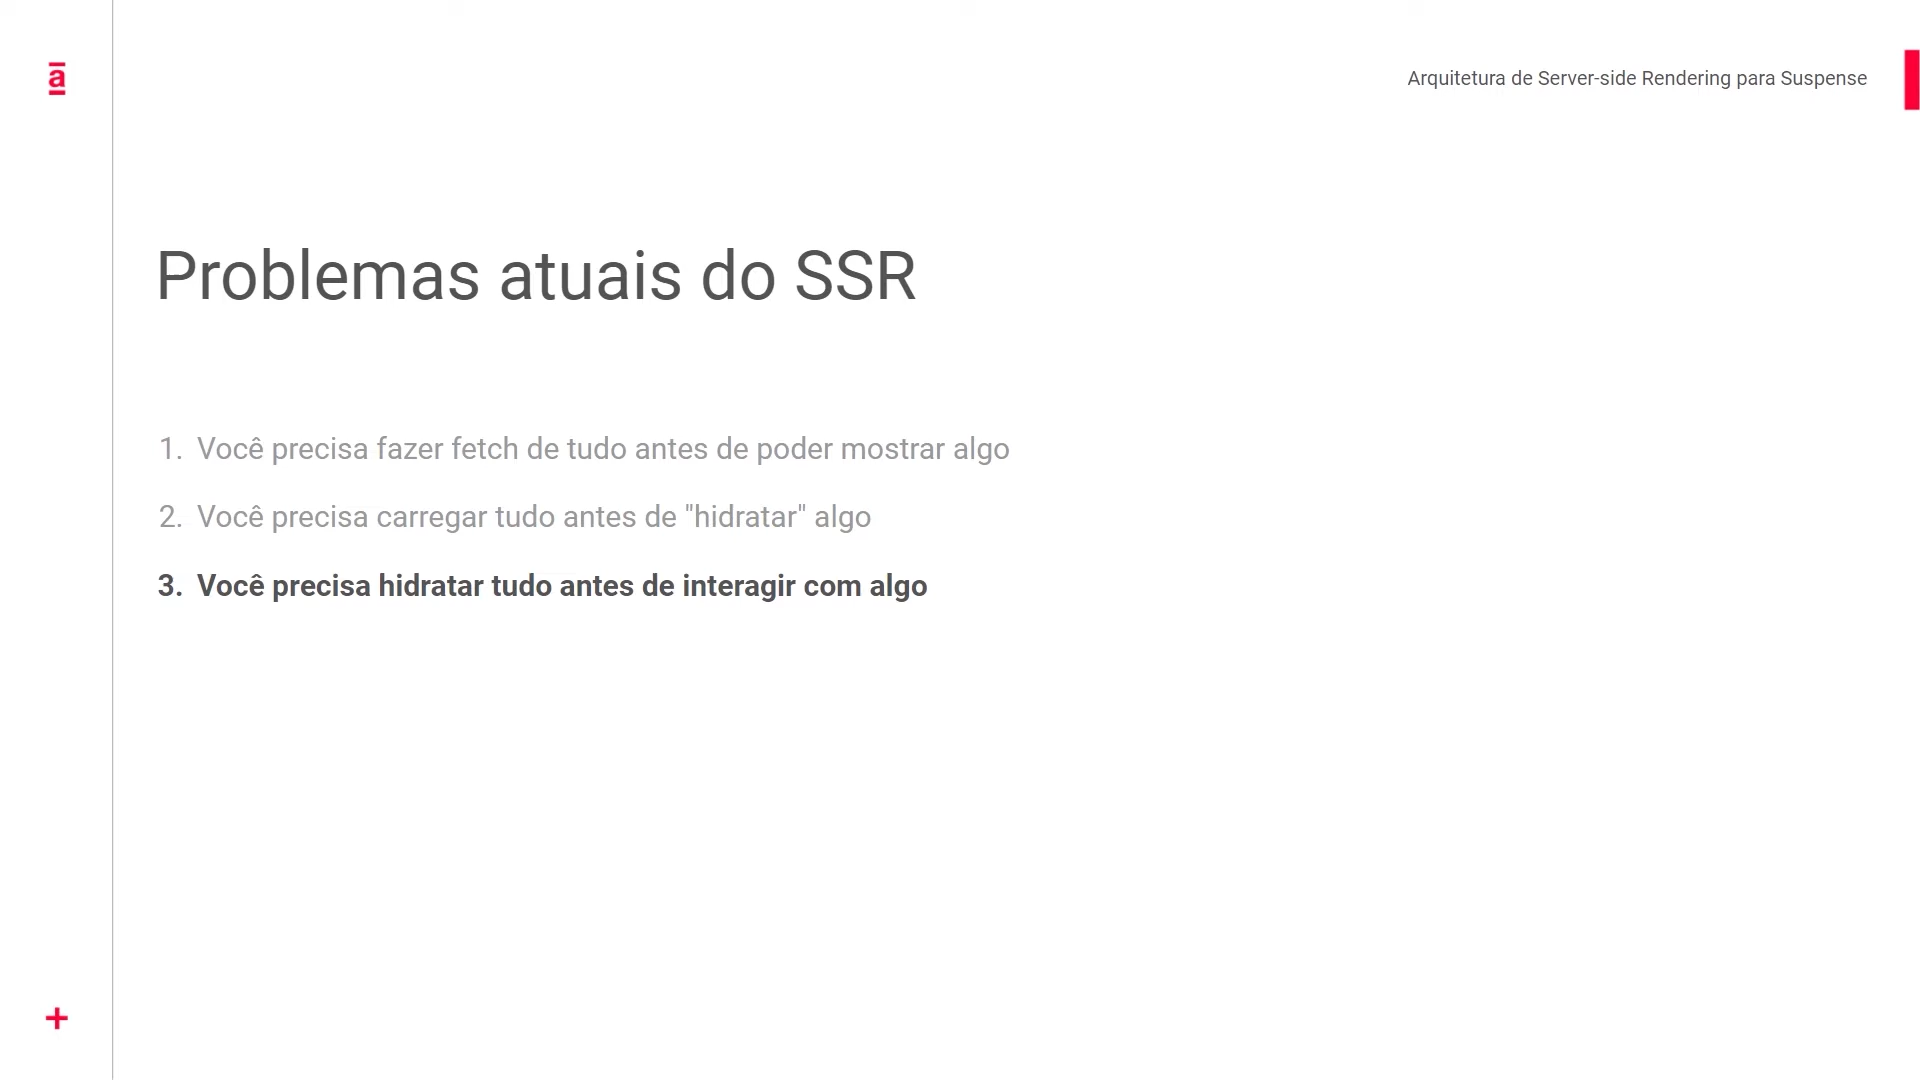 ā
Arquitetura de Server-side Rendering para Suspense
Problemas atuais do SSR
1. Você precisa fazer fetch de tudo antes de poder mostrar algo
2. Você precisa carregar tudo antes de "hidratar" algo
3. Você precisa hidratar tudo antes de interagir com algo
+